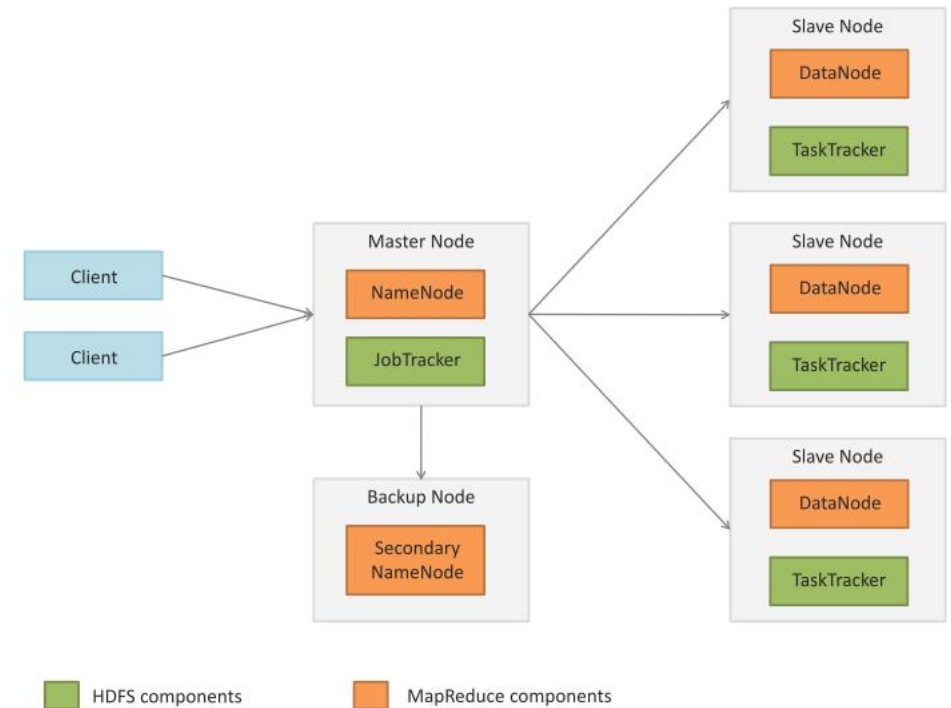 Client
Client
Master Node
NameNode
JobTracker
Backup Node
Secondary
NameNode
Slave Node
DataNode
TaskTracker
Slave Node
DataNode
TaskTracker
Slave Node
DataNode
TaskTracker
HDFS components
MapReduce components